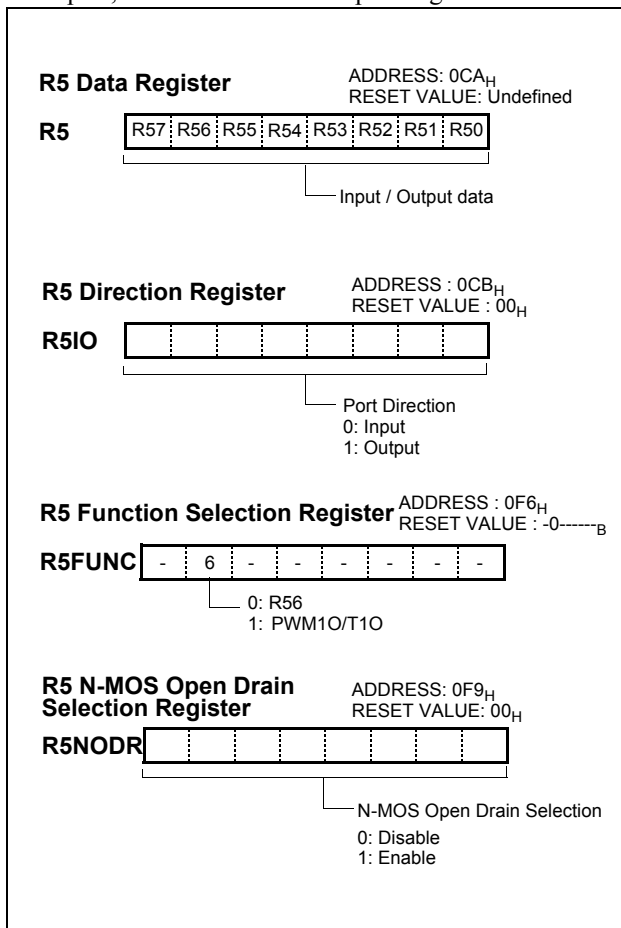 R5 Data Register
ADDRESS: 0CAH
RESET VALUE: Undefined
R5
R57 R56 R55 R54 R53 R52 R51 R50
Input / Output data
R5 Direction Register
ADDRESS : 0CBH
RESET VALUE : 00H
R5IO
Port Direction
0: Input
1: Output
R5 Function Selection Register
ADDRESS : 0F6H
RESET VALUE : -0------B
R5FUNC
- 6 - - - - - -
0: R56
1: PWM1O/T1O
R5 N-MOS Open Drain
Selection Register
ADDRESS: 0F9H
RESET VALUE: 00H
R5NODR
N-MOS Open Drain Selection
0: Disable
1: Enable